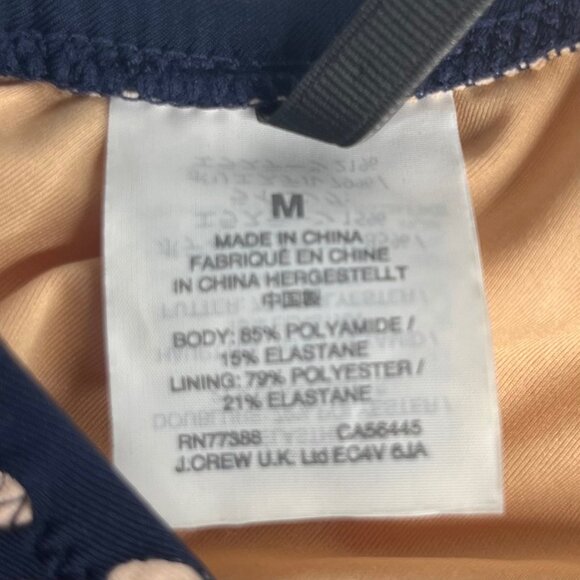 M
MADE IN CHINA
FABRIQUÉ EN CHINE
IN CHINA HERGESTELLT
中国製
BODY: 85% POLYAMIDE /
15% ELASTANE
LINING: 79% POLYESTER /
21% ELASTANE
RN77388 CA56445
J.CREW U.K. Ltd EC4V 6JA